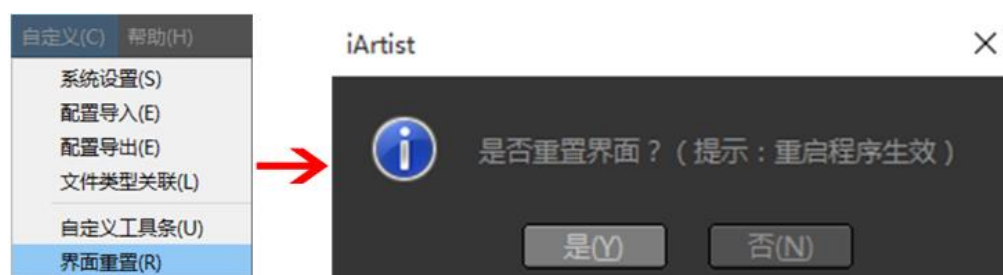 自定义(C) 帮助(H)
系统设置(S)
配置导入(E)
配置导出(E)
文件类型关联(L)
自定义工具条(U)
界面重置(R)
iArtist
是否重置界面？（提示：重启程序生效）
是(Y) 否(N)